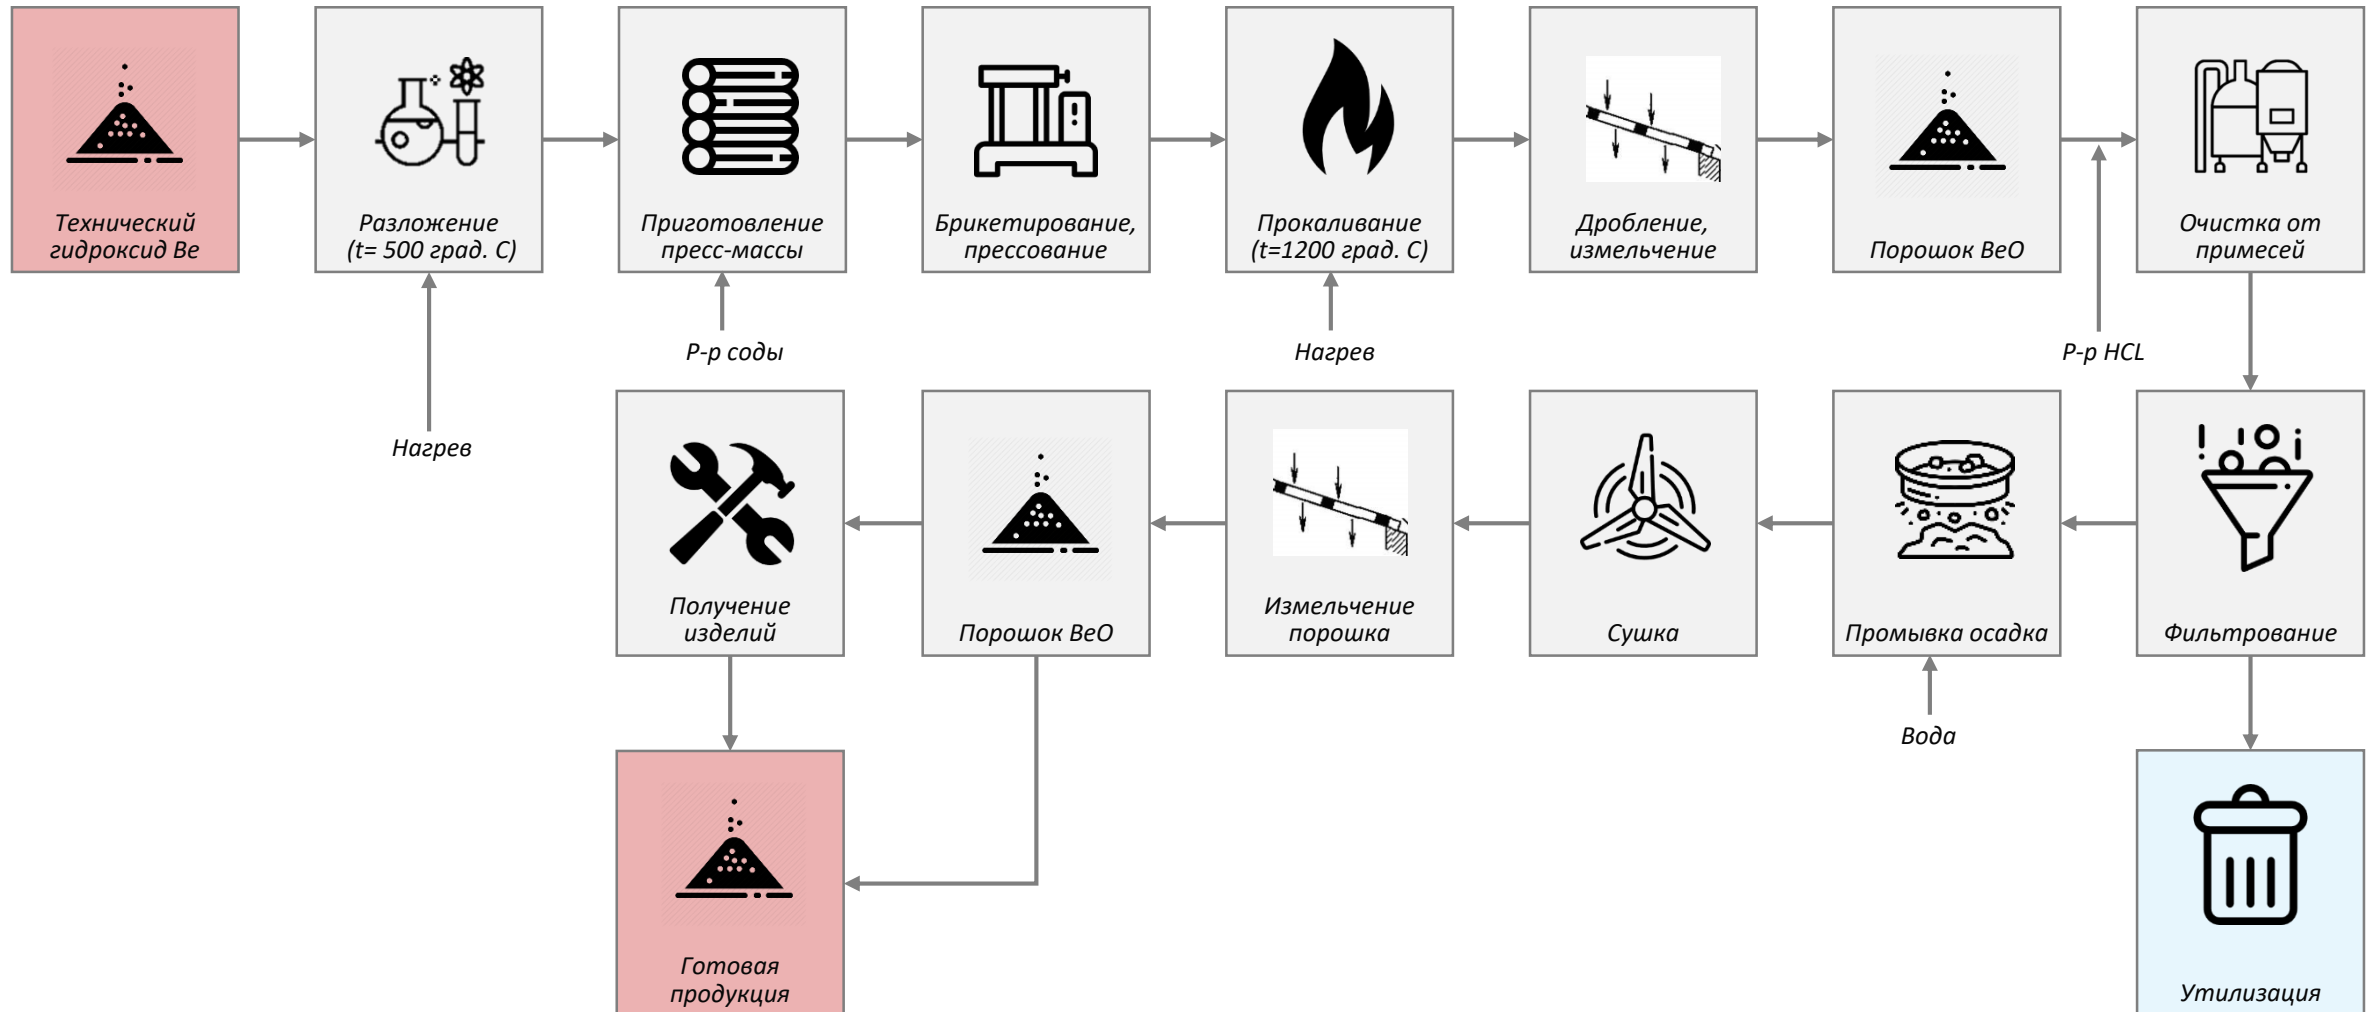 Технический
гидроксид Be
Разложение
(t= 500 град. С)
Приготовление
пресс-массы
Брикетирование,
прессование
Прокаливание
(t=1200 град. С)
Дробление,
измельчение
Порошок BeO
Очистка от
примесей
Нагрев
Р-р соды
Нагрев
Р-р HCL
Получение
изделий
Порошок BeO
Измельчение
порошка
Сушка
Промывка осадка
Фильтрование
Вода
Готовая
продукция
Утилизация